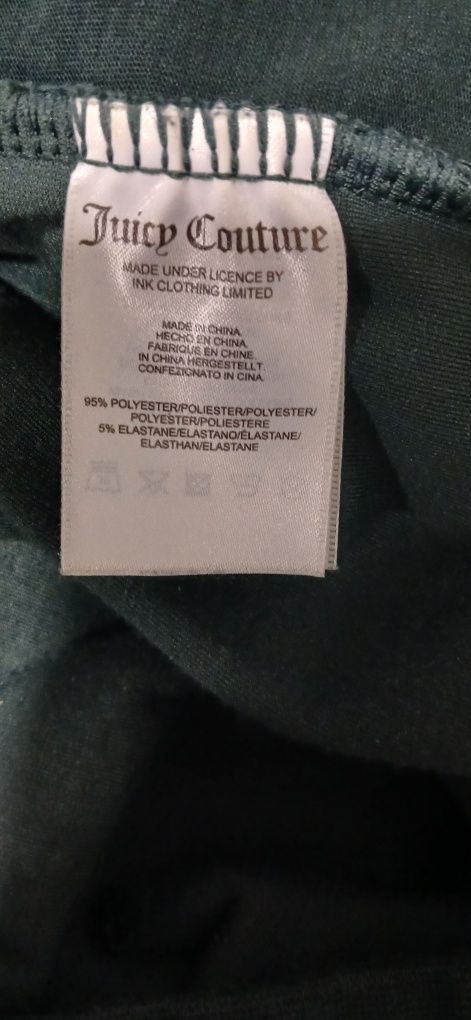 Juicy Couture
MADE UNDER LICENCE BY
INK CLOTHING LIMITED
MADE IN CHINA.
HECHO EN CHINA.
FABRIQUE EN CHINE.
IN CHINA HERGESTELLT.
CONFEZIONATO IN CINA.
95% POLYESTER/POLIESTER/POLYESTER/
POLYESTER/POLIESTERE
5% ELASTANE/ELASTANO/ÉLASTANE/
ELASTHAN/ELASTANE